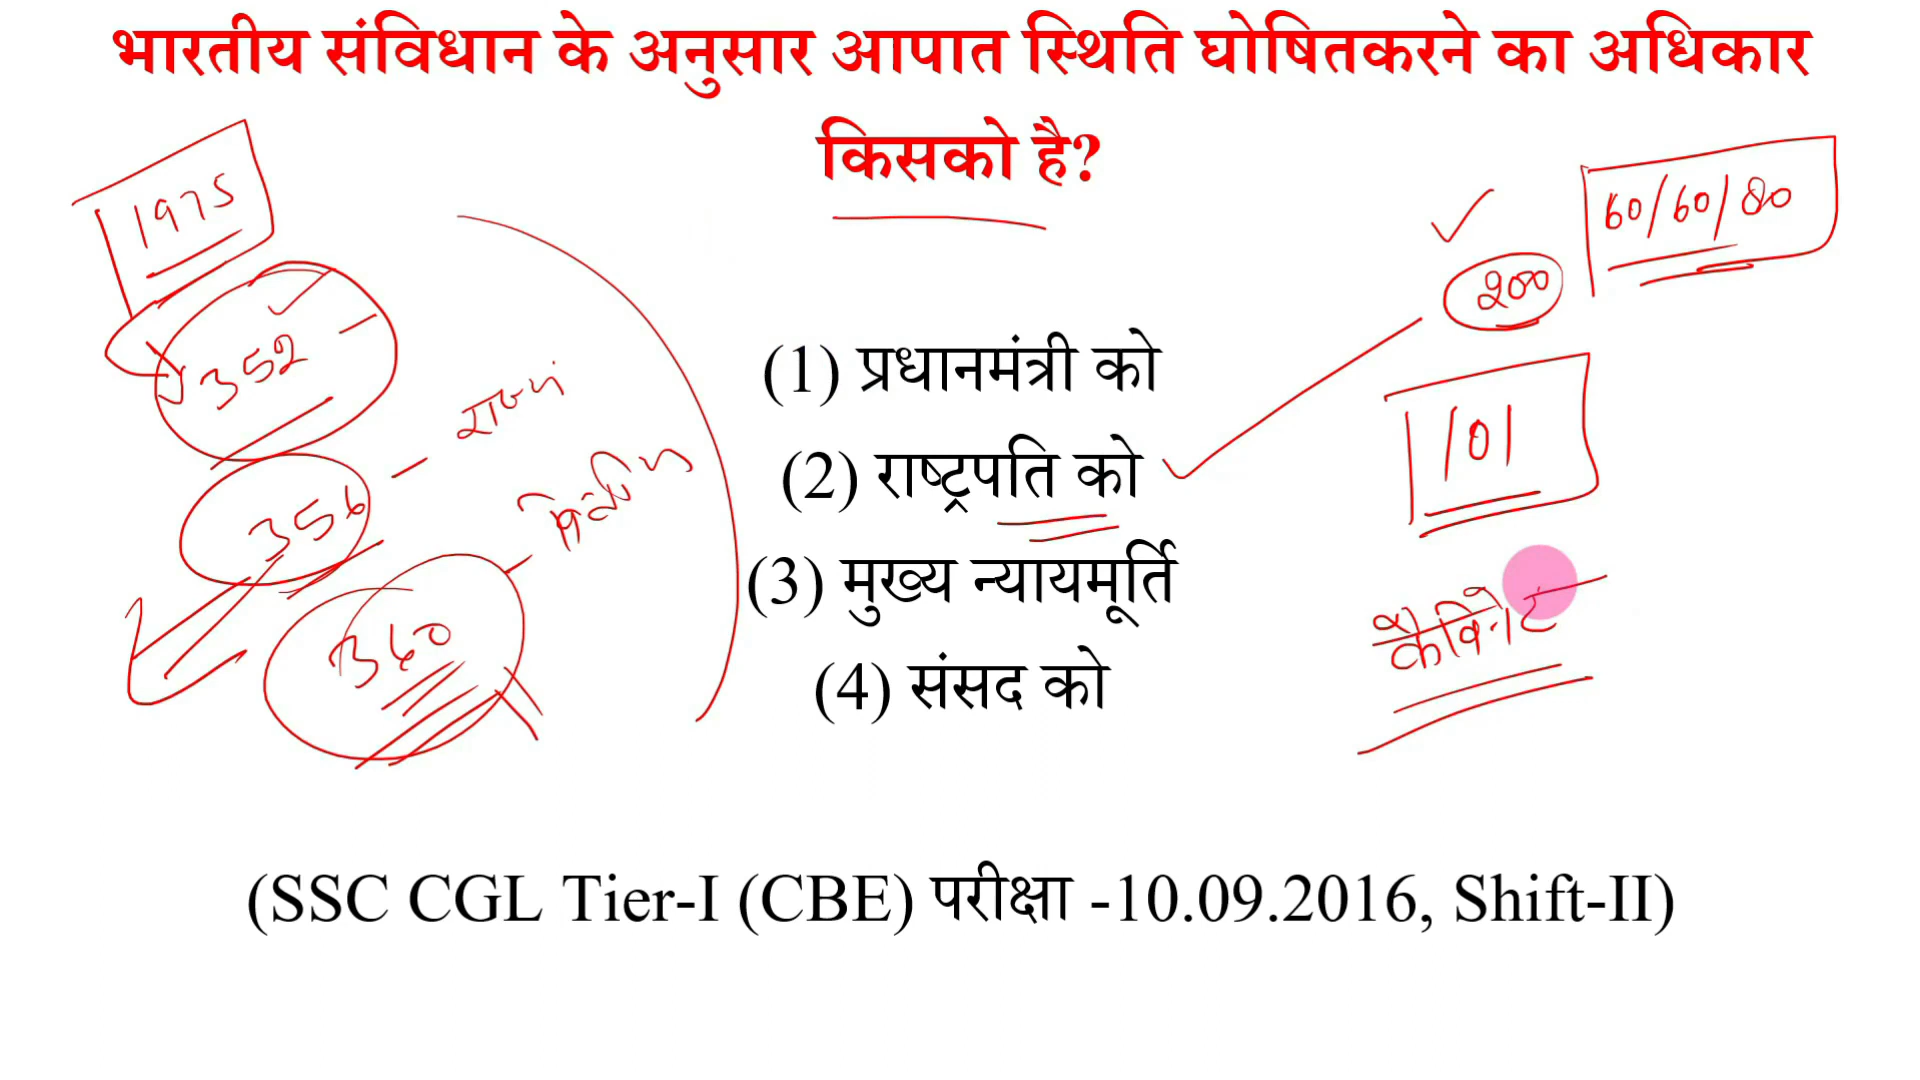 भारतीय संविधान के अनुसार आपात स्थिति घोषितकरने का अधिकार
किसको है?
1975
60/60/80
200
352
(1) प्रधानमंत्री को
राज्य
101
(2) राष्ट्रपति को
356
(3) मुख्य न्यायमूर्ति
360
कैबिनेट
(4) संसद को
(SSC CGL Tier-I (CBE) परीक्षा -10.09.2016, Shift-II)